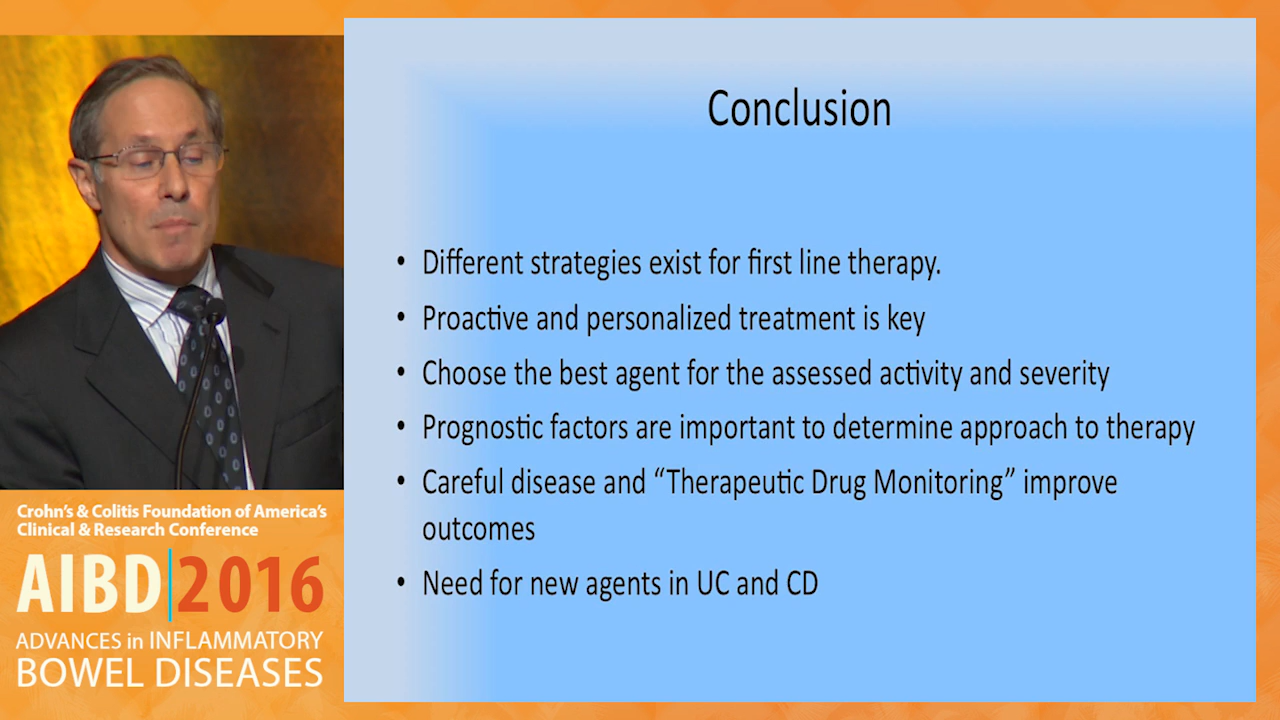 Conclusion
• Different strategies exist for first line therapy.
• Proactive and personalized treatment is key
• Choose the best agent for the assessed activity and severity
• Prognostic factors are important to determine approach to therapy
• Careful disease and “Therapeutic Drug Monitoring” improve
outcomes
• Need for new agents in UC and CD
Crohn’s & Colitis Foundation of America’s
Clinical & Research Conference
AIBD|2016
ADVANCES in INFLAMMATORY
BOWEL DISEASES